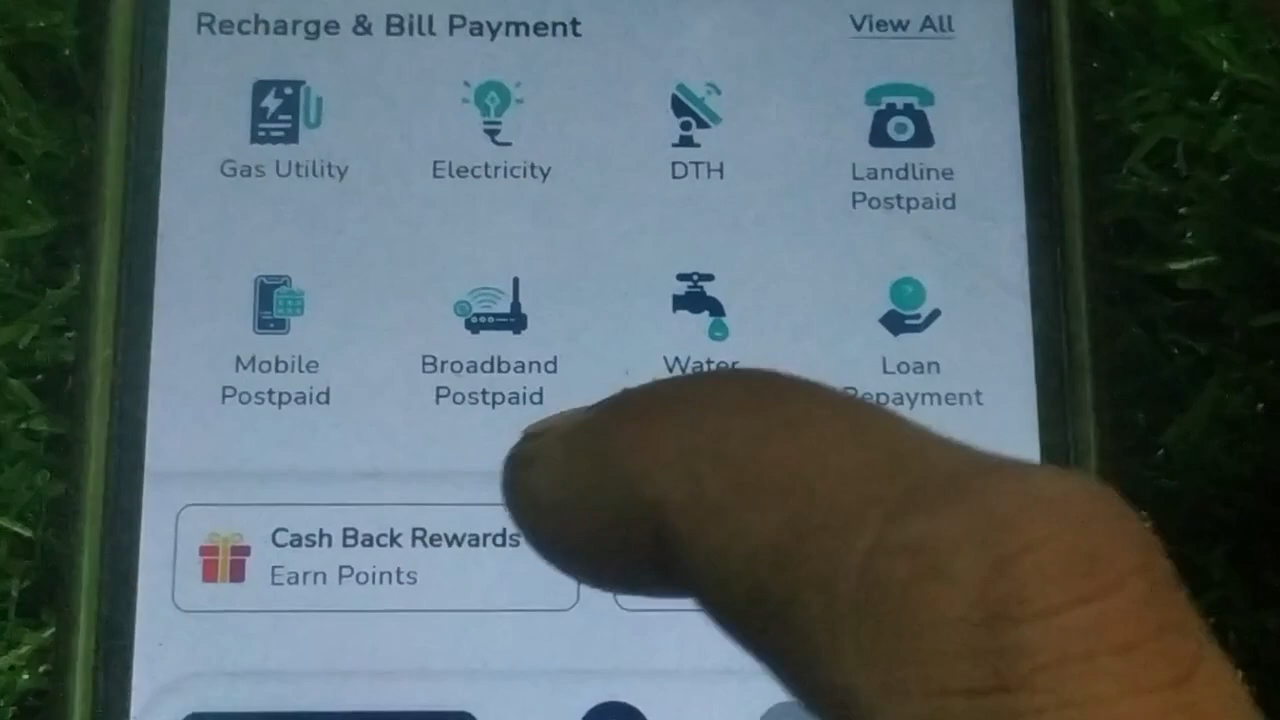 Recharge & Bill Payment
View All
Gas Utility
Electricity
DTH
Landline
Postpaid
Mobile
Postpaid
Broadband
Postpaid
Water
Loan
Repayment
Cash Back Rewards
Earn Points